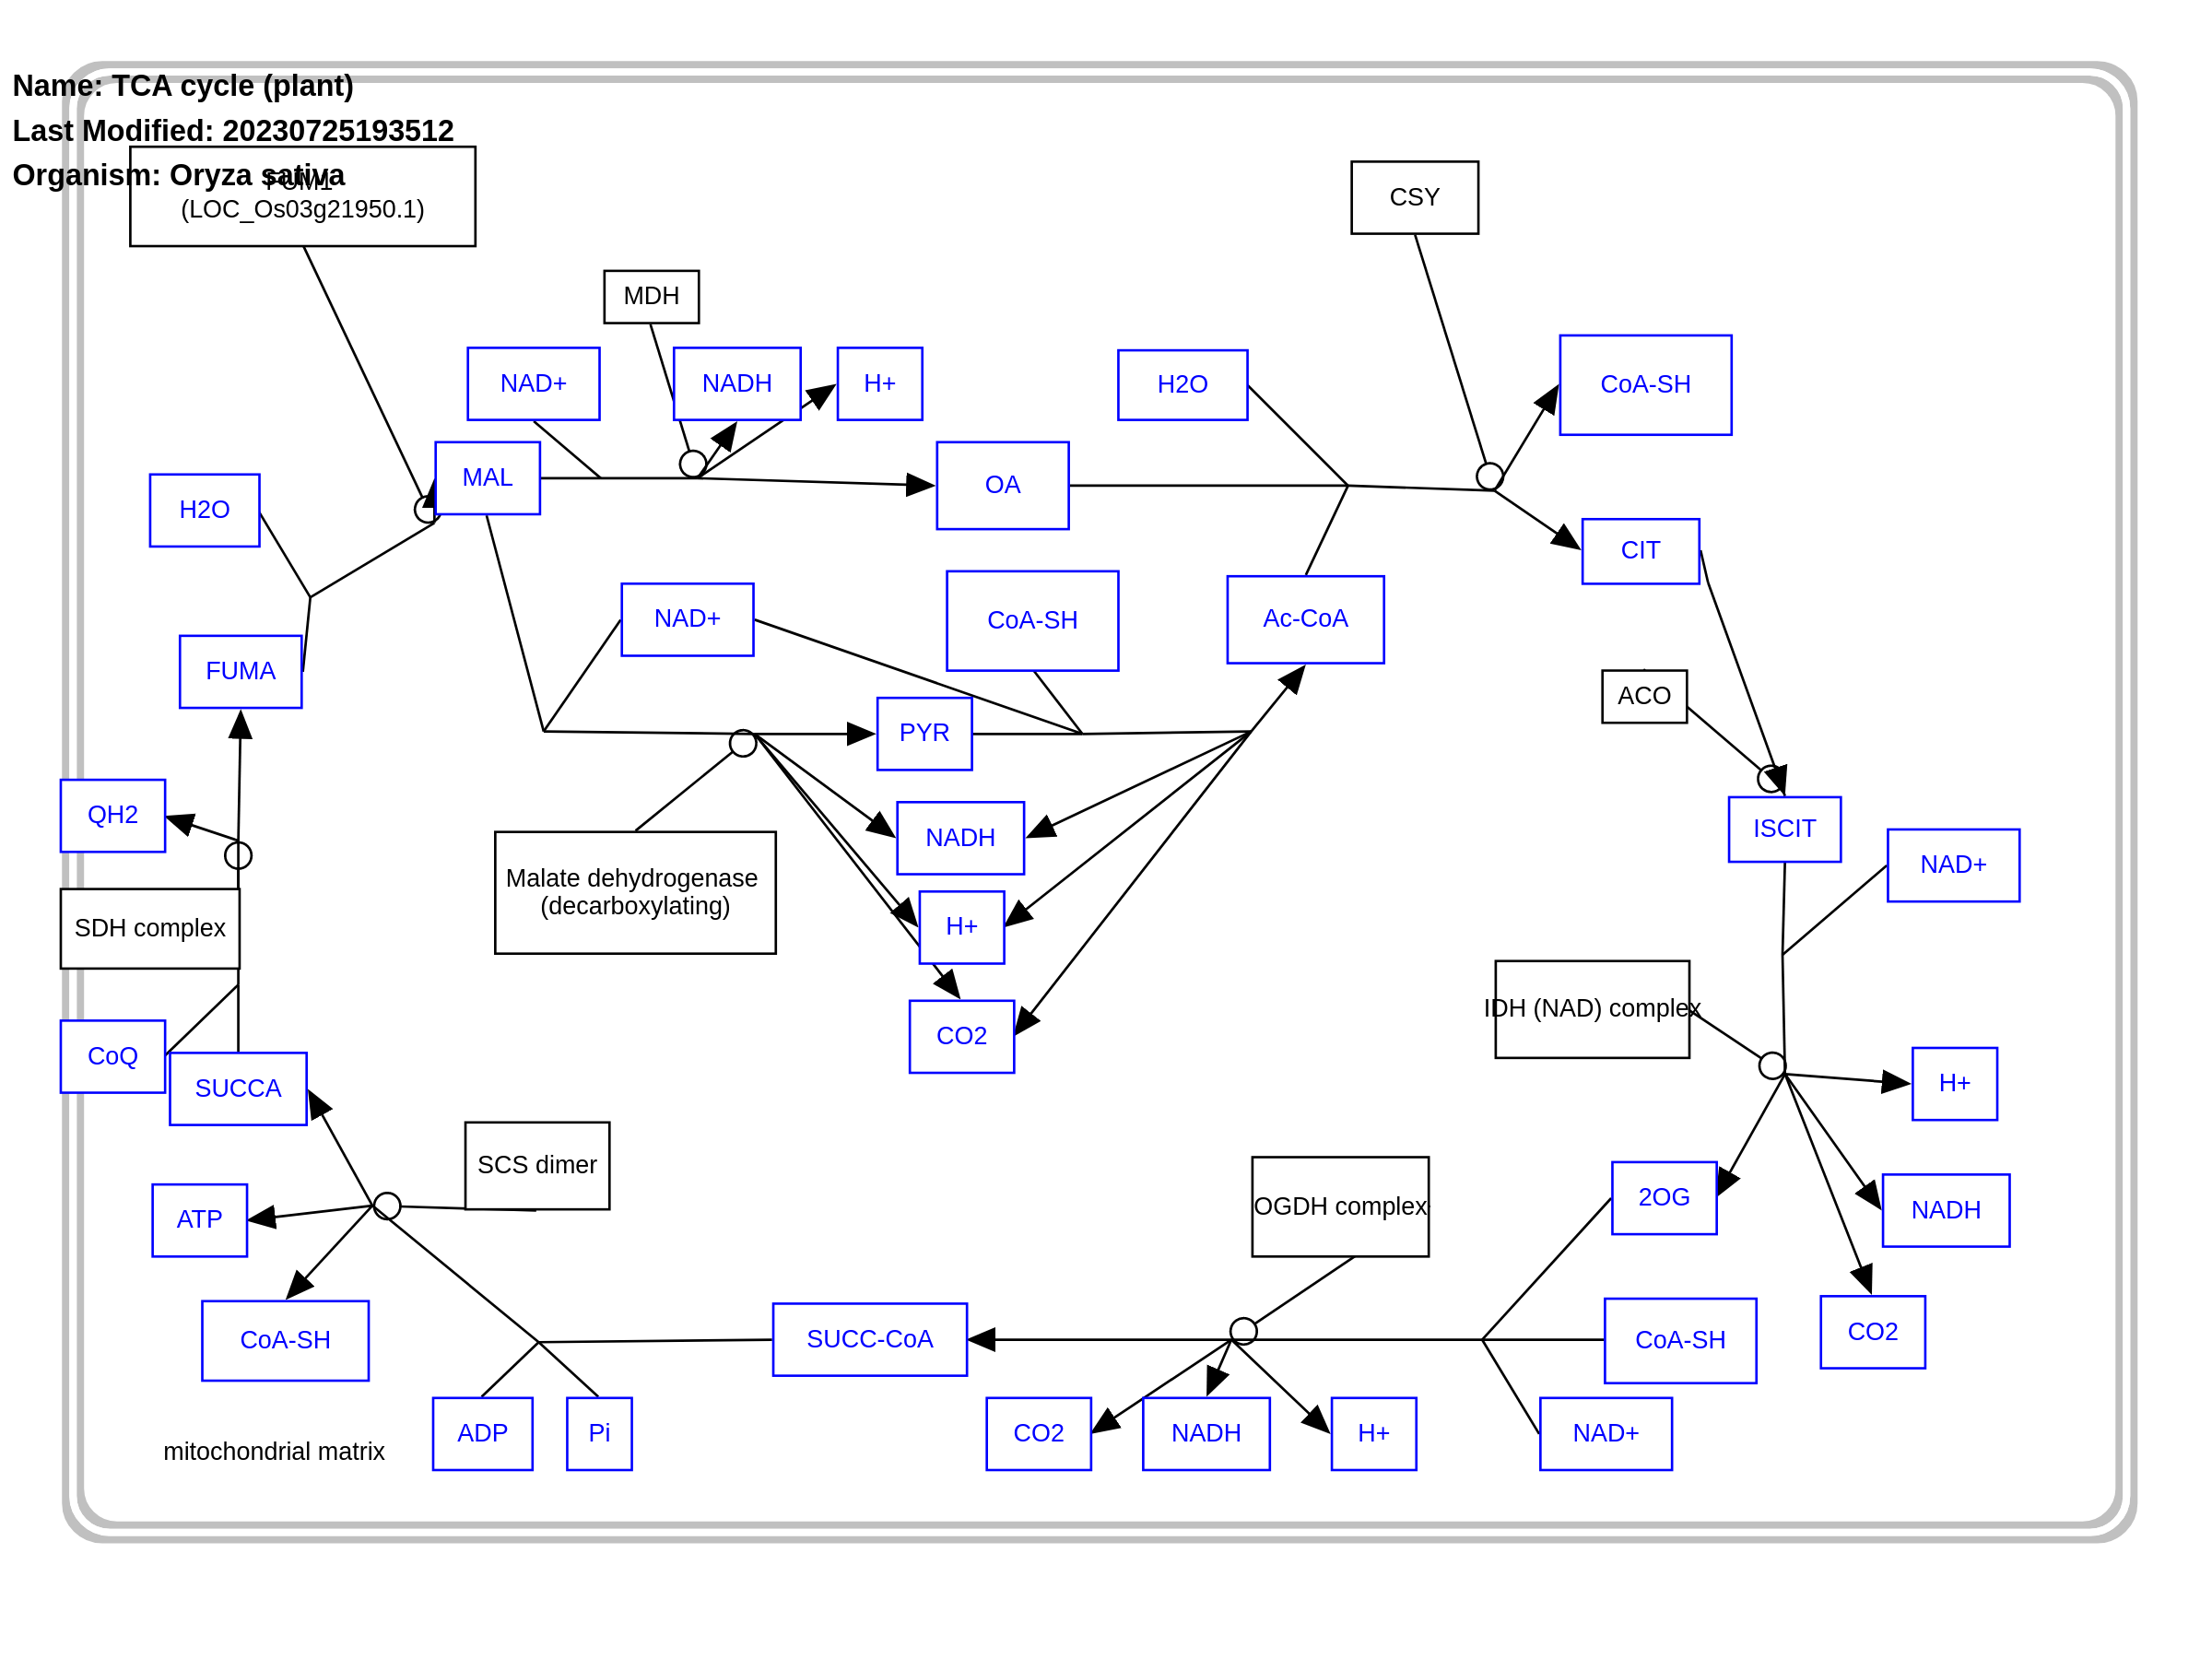 Name: TCA cycle (plant)
Last Modified: 20230725193512
Organism: Oryza sativa
FUM1
(LOC_Os03g21950.1)
CSY
MDH
NAD+
NADH
H+
H2O
CoA-SH
MAL
OA
H2O
CIT
NAD+
CoA-SH
Ac-CoA
FUMA
ACO
PYR
QH2
NADH
ISCIT
NAD+
Malate dehydrogenase
(decarboxylating)
SDH complex
H+
IDH (NAD) complex
CO2
CoQ
SUCCA
H+
SCS dimer
OGDH complex
2OG
NADH
ATP
CoA-SH
SUCC-CoA
CoA-SH
CO2
ADP
Pi
CO2
NADH
H+
NAD+
mitochondrial matrix